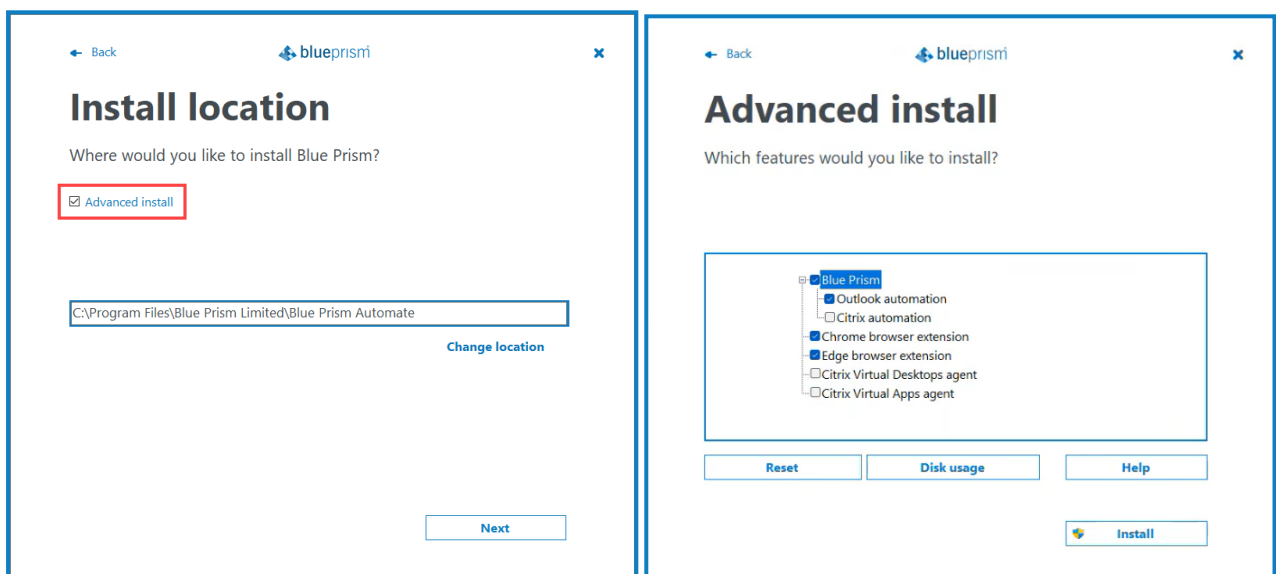 Back
blueprism
Install location
Where would you like to install Blue Prism?
Advanced install
C:\Program Files\Blue Prism Limited\Blue Prism Automate
Change location
Next
Back
blueprism
Advanced install
Which features would you like to install?
Blue Prism
Outlook automation
Citrix automation
Chrome browser extension
Edge browser extension
Citrix Virtual Desktops agent
Citrix Virtual Apps agent
Reset
Disk usage
Help
Install